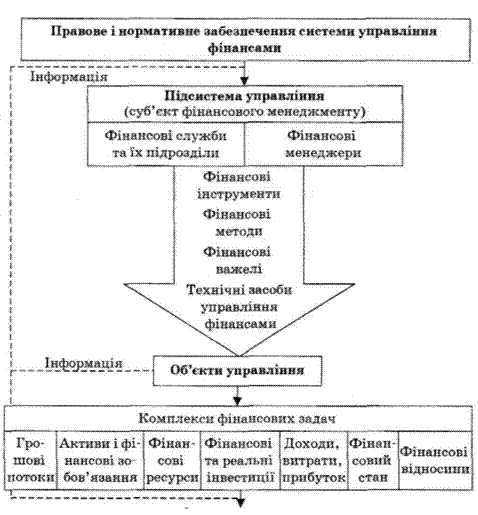 Правове і нормативне забезпечення системи управління
фінансами
Інформація
Підсистема управління
(суб'єкт фінансового менеджменту)
Фінансові служби
та їх підрозділи
Фінансові
менеджери
Фінансові
інструменти
Фінансові
методи
Фінансові
важелі
Технічні засоби
управління
фінансами
Інформація
Об'єкти управління
Комплекси фінансових задач
Гро-
шові
потоки
Активи і фі-
нансові зо-
бов'язання
Фінан-
сові
ресурси
Фінансові
та реальні
інвестиції
Доходи,
витрати,
прибуток
Фінан-
совий
стан
Фінансові
відносини